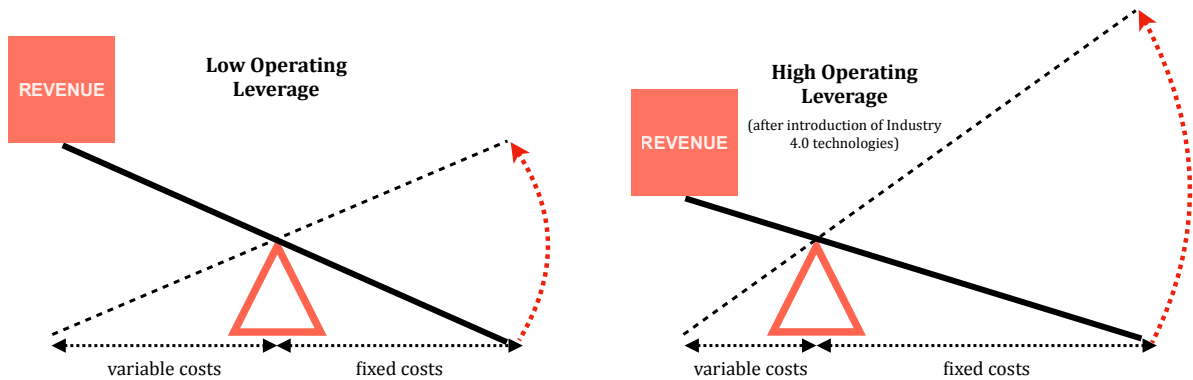 REVENUE
Low Operating
Leverage
variable costs
fixed costs
REVENUE
High Operating
Leverage
(after introduction of Industry
4.0 technologies)
variable costs
fixed costs